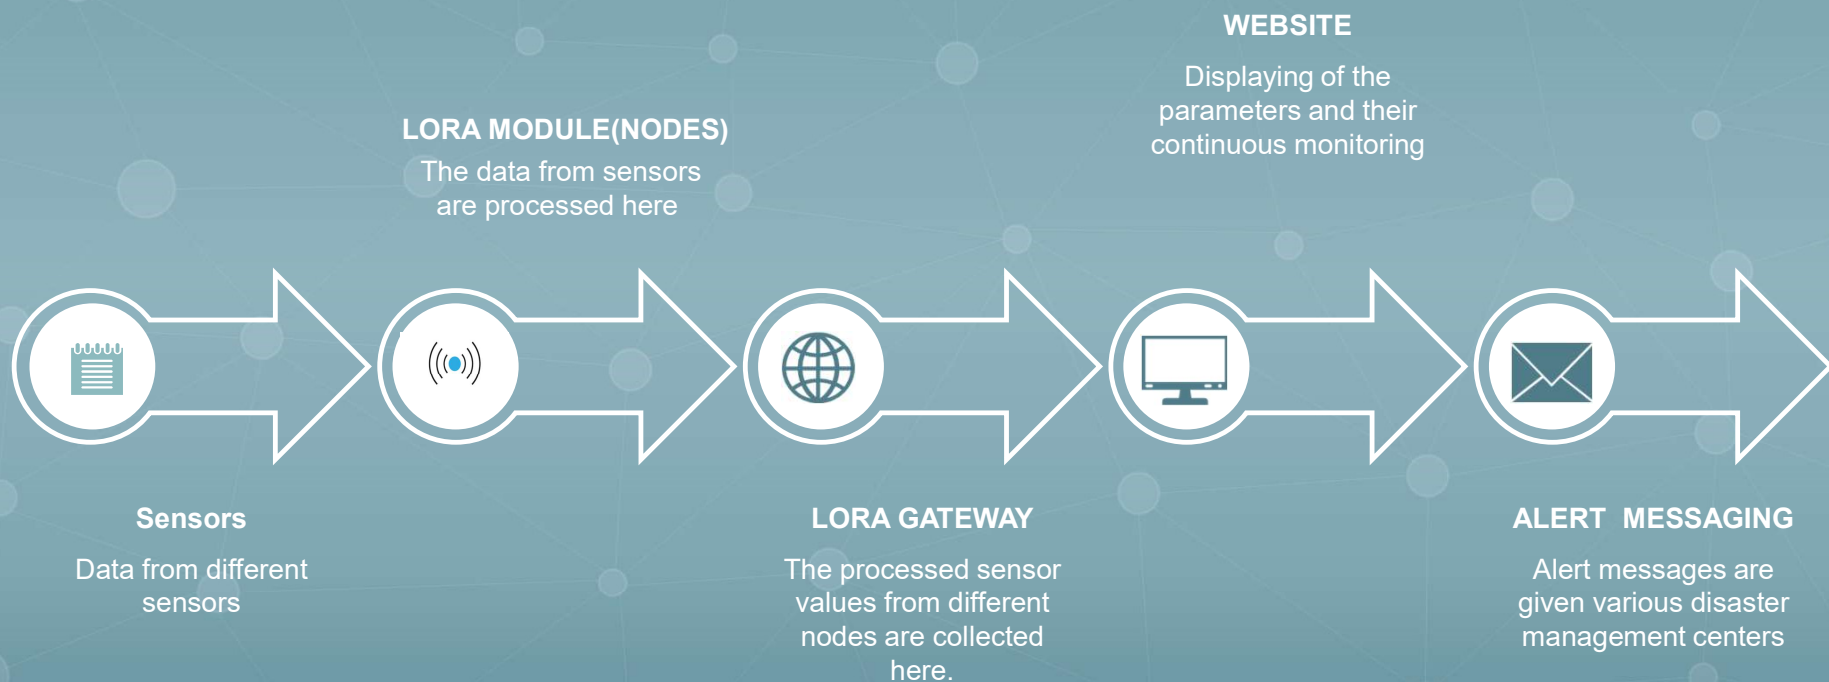 Sensors
Data from different
sensors
LORA MODULE(NODES)
The data from sensors
are processed here
LORA GATEWAY
The processed sensor
values from different
nodes are collected
here.
WEBSITE
Displaying of the
parameters and their
continuous monitoring
ALERT  MESSAGING
Alert messages are
given various disaster
management centers